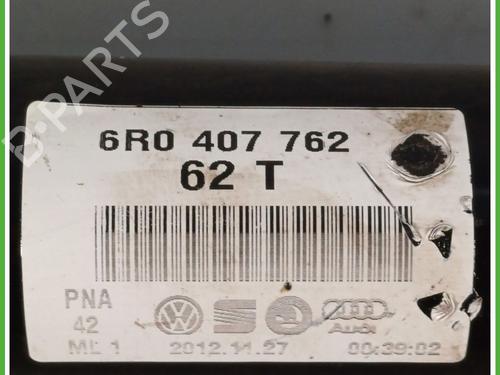 6R0 407 762
62 T
PNA
42
Audi
ML 1 2012.11.27 00:39:02
B-Parts